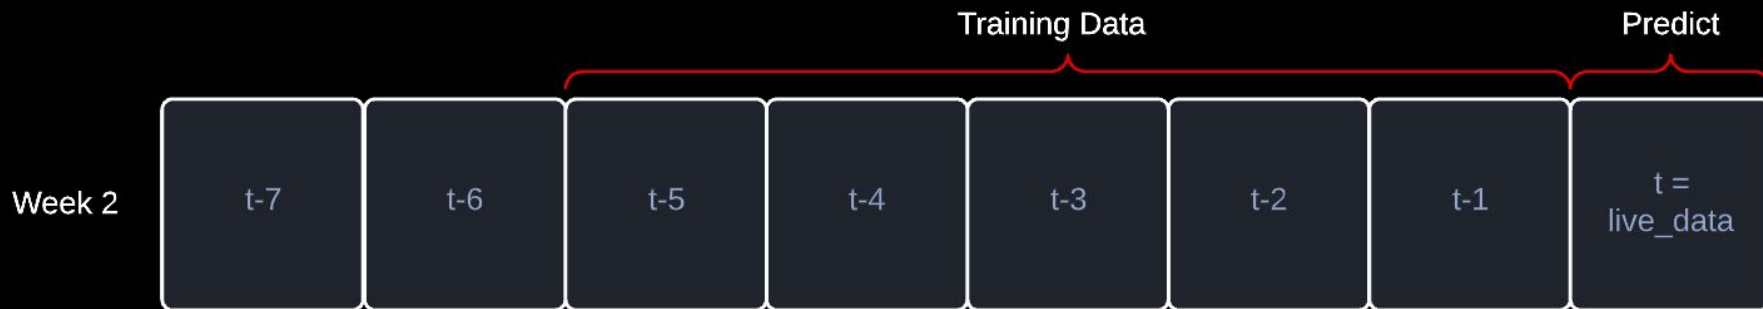 Training Data
Predict
Week 2
t-7
t-6
t-5
t-4
t-3
t-2
t-1
t =
live_data